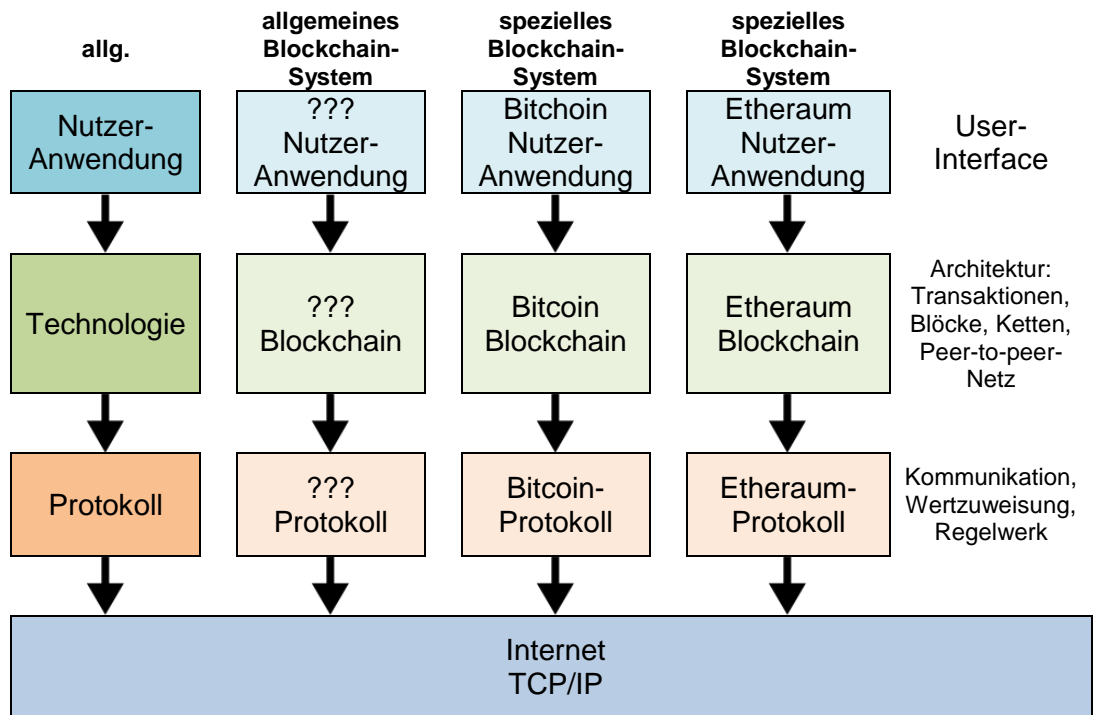 allg.
allgemeines
Blockchain-
System
spezielles
Blockchain-
System
spezielles
Blockchain-
System
Nutzer-
Anwendung
???
Nutzer-
Anwendung
Bitchoin
Nutzer-
Anwendung
Etheraum
Nutzer-
Anwendung
User-
Interface
Technologie
???
Blockchain
Bitcoin
Blockchain
Etheraum
Blockchain
Architektur:
Transaktionen,
Blöcke, Ketten,
Peer-to-peer-
Netz
Protokoll
???
Protokoll
Bitcoin-
Protokoll
Etheraum-
Protokoll
Kommunikation,
Wertzuweisung,
Regelwerk
Internet
TCP/IP